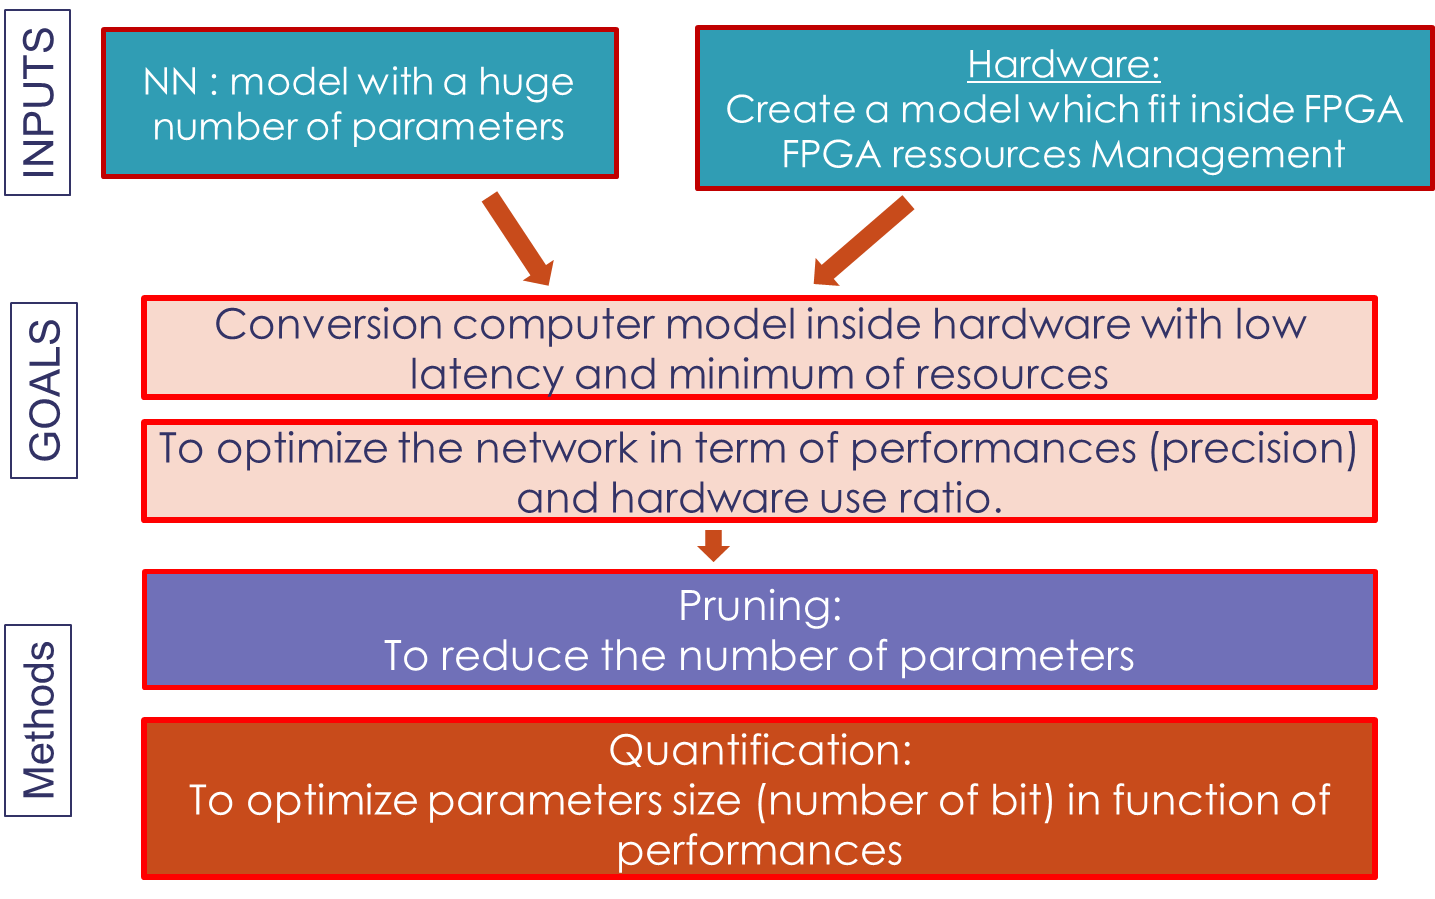 INPUTS
NN : model with a huge
number of parameters
Hardware:
Create a model which fit inside FPGA
FPGA ressources Management
GOALS
Conversion computer model inside hardware with low
latency and minimum of resources
To optimize the network in term of performances (precision)
and hardware use ratio.
Methods
Pruning:
To reduce the number of parameters
Quantification:
To optimize parameters size (number of bit) in function of
performances